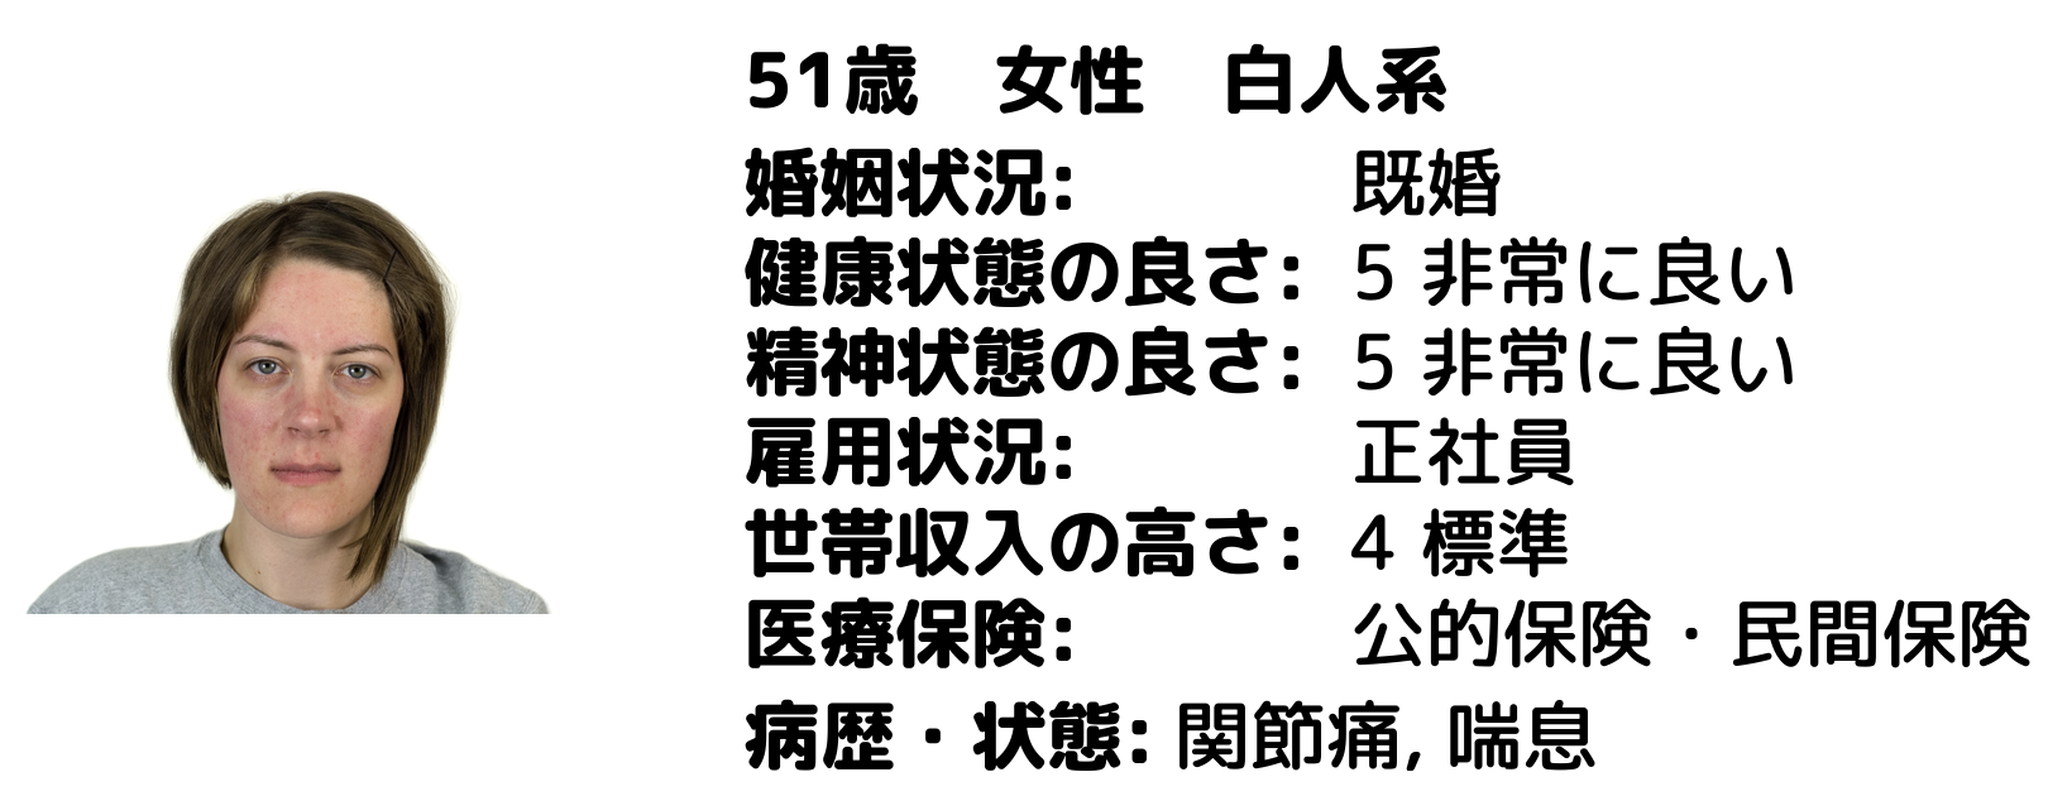 51歳　女性　白人系
婚姻状況: 既婚
健康状態の良さ: 5 非常に良い
精神状態の良さ: 5 非常に良い
雇用状況: 正社員
世帯収入の高さ: 4 標準
医療保険: 公的保険・民間保険
病歴・状態: 関節痛, 喘息